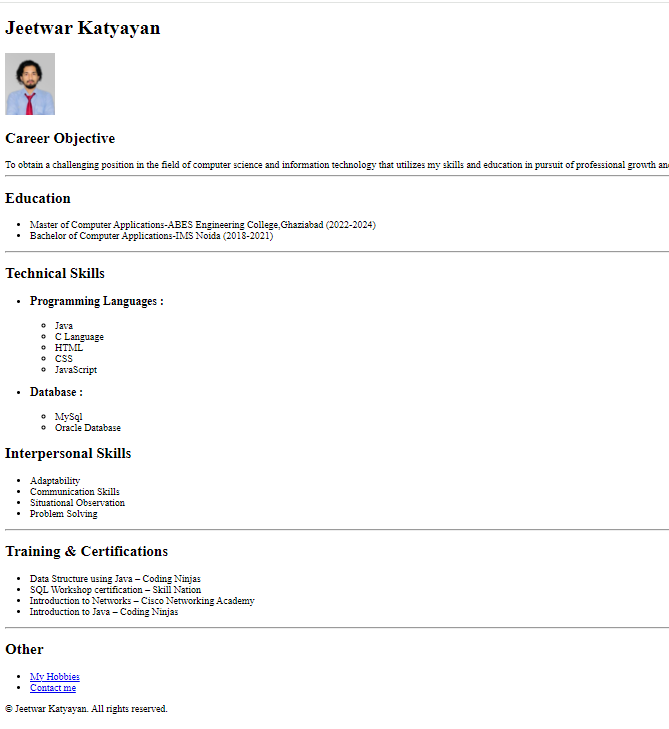 Jeetwar Katyayan
Career Objective
To obtain a challenging position in the field of computer science and information technology that utilizes my skills and education in pursuit of professional growth
Education
Master of Computer Applications-ABES Engineering College,Ghaziabad (2022-2024)
Bachelor of Computer Applications-IMS Noida (2018-2021)
Technical Skills
Programming Languages :
Java
C Language
HTML
CSS
JavaScript
Database :
MySql
Oracle Database
Interpersonal Skills
Adaptability
Communication Skills
Situational Observation
Problem Solving
Training & Certifications
Data Structure using Java – Coding Ninjas
SQL Workshop certification – Skill Nation
Introduction to Networks – Cisco Networking Academy
Introduction to Java – Coding Ninjas
Other
My Hobbies
Contact me
© Jeetwar Katyayan. All rights reserved.